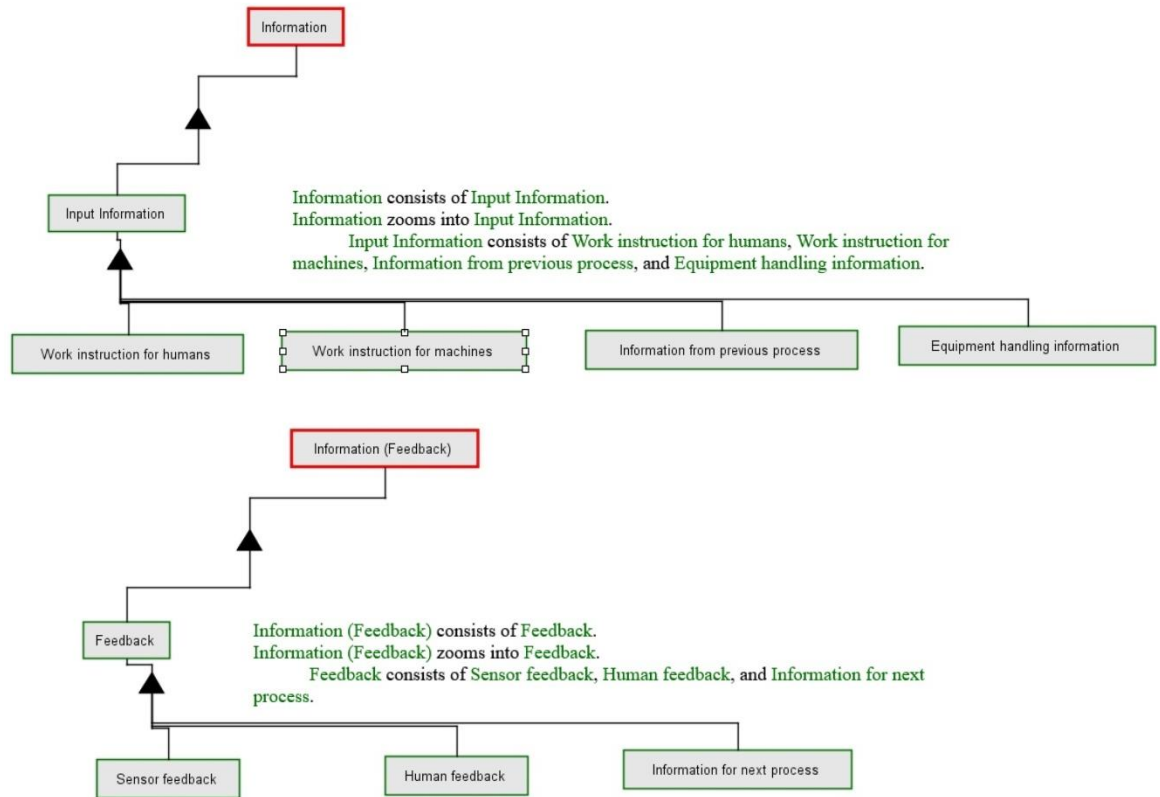 Information
Input Information
Information consists of Input Information.
Information zooms into Input Information.
Input Information consists of Work instruction for humans, Work instruction for
machines, Information from previous process, and Equipment handling information.
Work instruction for humans
Work instruction for machines
Information from previous process
Equipment handling information
Information (Feedback)
Feedback
Information (Feedback) consists of Feedback.
Information (Feedback) zooms into Feedback.
Feedback consists of Sensor feedback, Human feedback, and Information for next
process.
Sensor feedback
Human feedback
Information for next process